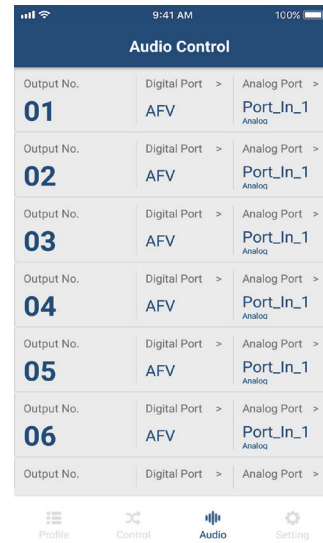 9:41 AM 100%
Audio Control
Output No. Digital Port > Analog Port >
01 AFV Port_In_1
Analog
Output No. Digital Port > Analog Port >
02 AFV Port_In_1
Analog
Output No. Digital Port > Analog Port >
03 AFV Port_In_1
Analog
Output No. Digital Port > Analog Port >
04 AFV Port_In_1
Analog
Output No. Digital Port > Analog Port >
05 AFV Port_In_1
Analog
Output No. Digital Port > Analog Port >
06 AFV Port_In_1
Analog
Output No. Digital Port > Analog Port >
Profile Control Audio Setting